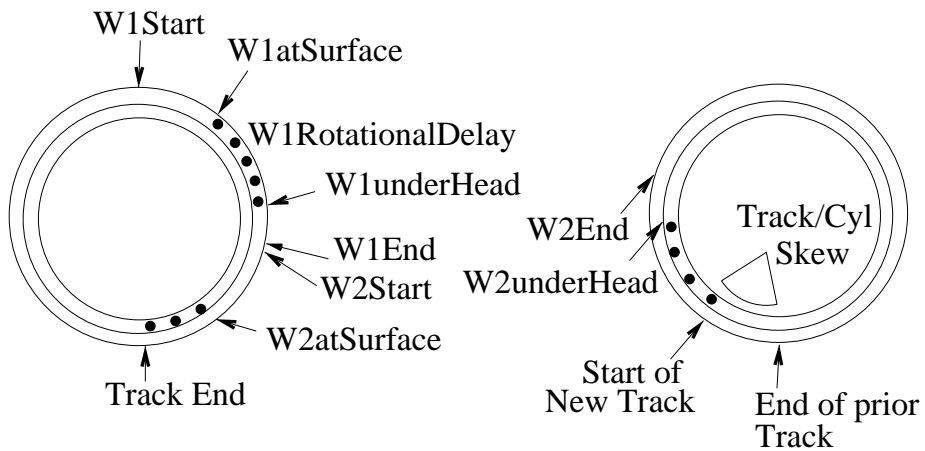 W1Start
W1atSurface
W1RotationalDelay
W1underHead
W1End
W2Start
W2atSurface
Track End
W2End
W2underHead
Track/Cyl
Skew
Start of
New Track
End of prior
Track